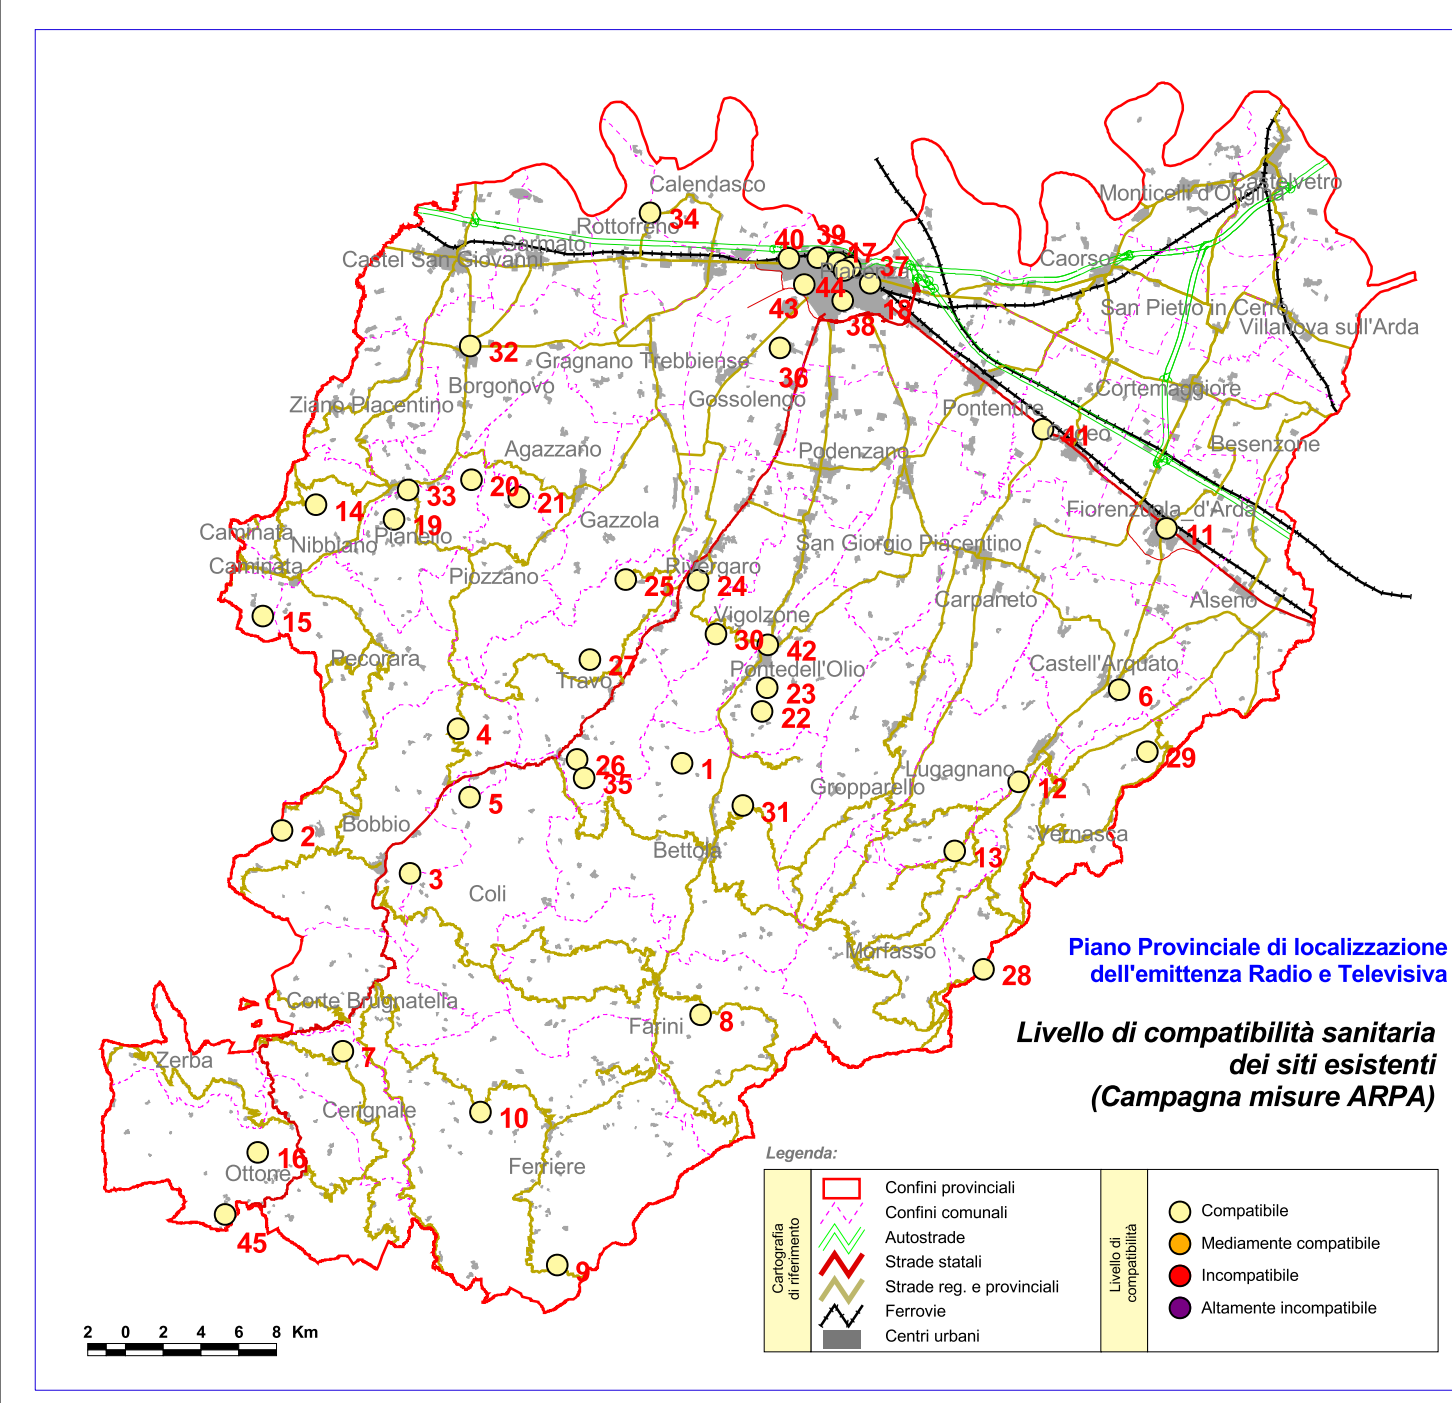 Calendasco
34
Rottofreno
Sarmato
Castel San Giovanni
40
39
17
37
Piacenza
44
43
18
38
Monticelli d'Ongina
Castelvetro
Caorso
San Pietro in Cerro
Villanova sull'Arda
32
Gragnano Trebbiense
36
Borgonovo
Ziano Piacentino
Gossolengo
Pontenure
Cortemaggiore
41
Cadeo
Besenzone
Agazzano
Podenzano
20
21
33
14
19
Gazzola
Fiorenzuola_d'Arda
11
Caminata
Nibbiano
Pianello
San Giorgio Piacentino
Caminata
Piozzano
25
Rivergaro
24
Carpaneto
Alseno
15
Vigolzone
30
42
Pecorara
27
Travo
Pontedell'Olio
Castell'Arquato
23
6
22
4
26
35
1
29
5
31
Gropparello
Lugagnano
12
2
Bobbio
Bettola
Vernasca
13
3
Coli
Morfasso
28
Piano Provinciale di localizzazione
dell'emittenza Radio e Televisiva
Corte Brugnatella
Farini
8
Livello di compatibilità sanitaria
dei siti esistenti
(Campagna misure ARPA)
Zerba
7
Cerignale
10
16
Ottone
Ferriere
45
9
Legenda:
Cartografia
di riferimento
Confini provinciali
Confini comunali
Autostrade
Strade statali
Strade reg. e provinciali
Ferrovie
Centri urbani
Livello di
compatibilità
Compatibile
Mediamente compatibile
Incompatibile
Altamente incompatibile
2 0 2 4 6 8 Km